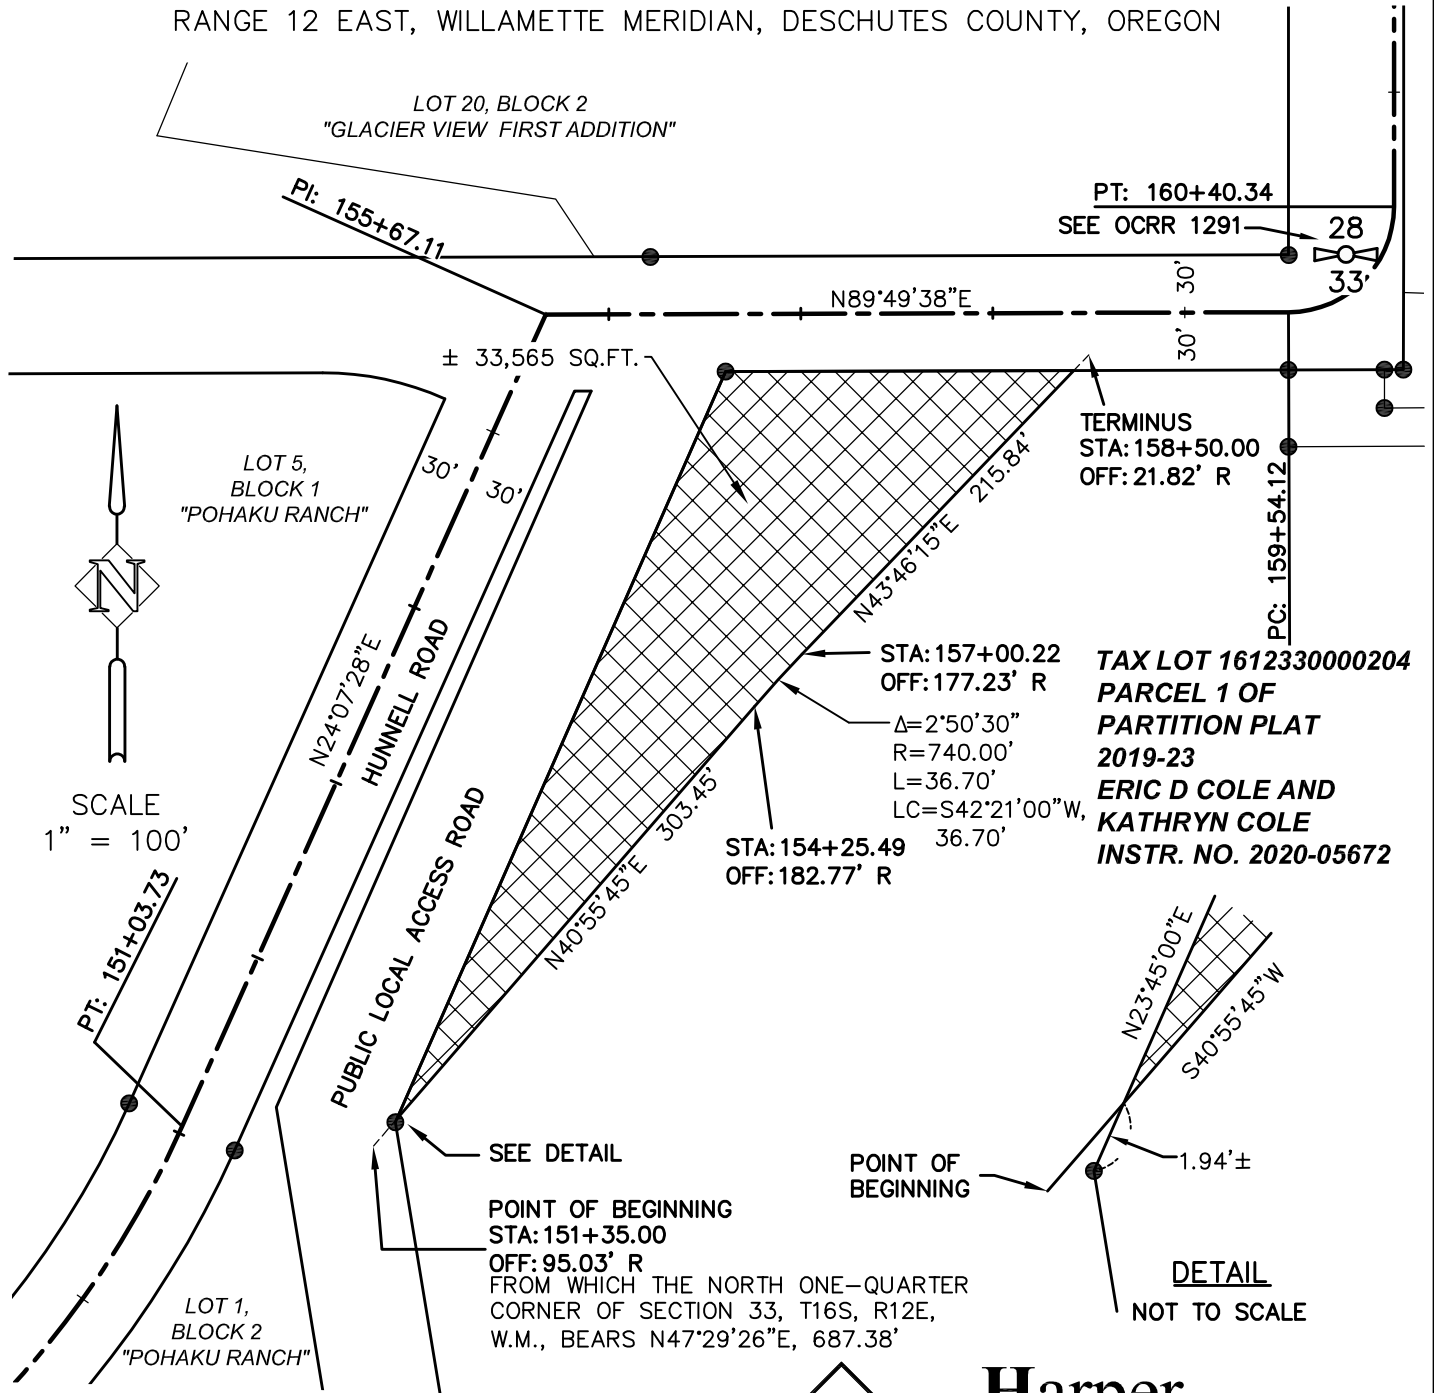 RANGE 12 EAST, WILLAMETTE MERIDIAN, DESCHUTES COUNTY, OREGON
LOT 20, BLOCK 2
"GLACIER VIEW FIRST ADDITION"
PI: 155+67.11
PT: 160+40.34
SEE OCRR 1291
28
33
N89°49'38"E
30'
30'
± 33,565 SQ.FT.
TERMINUS
STA:158+50.00
OFF:21.82' R
PC: 159+54.12
LOT 5,
BLOCK 1
"POHAKU RANCH"
30'
30'
215.84'
N43°46'15"E
N
N24°07'28"E
HUNNELL ROAD
STA:157+00.22
OFF:177.23' R
Δ=2°50'30"
R=740.00'
L=36.70'
LC=S42°21'00"W,
36.70'
TAX LOT 1612330000204
PARCEL 1 OF
PARTITION PLAT
2019-23
ERIC D COLE AND
KATHRYN COLE
INSTR. NO. 2020-05672
SCALE
1" = 100'
303.45'
N40°55'45"E
STA:154+25.49
OFF:182.77' R
PUBLIC LOCAL ACCESS ROAD
PT: 151+03.73
N23°45'00"E
S40°55'45"W
SEE DETAIL
POINT OF
BEGINNING
1.94'±
POINT OF BEGINNING
STA:151+35.00
OFF:95.03' R
FROM WHICH THE NORTH ONE-QUARTER
CORNER OF SECTION 33, T16S, R12E,
W.M., BEARS N47°29'26"E, 687.38'
DETAIL
NOT TO SCALE
LOT 1,
BLOCK 2
"POHAKU RANCH"
Harper